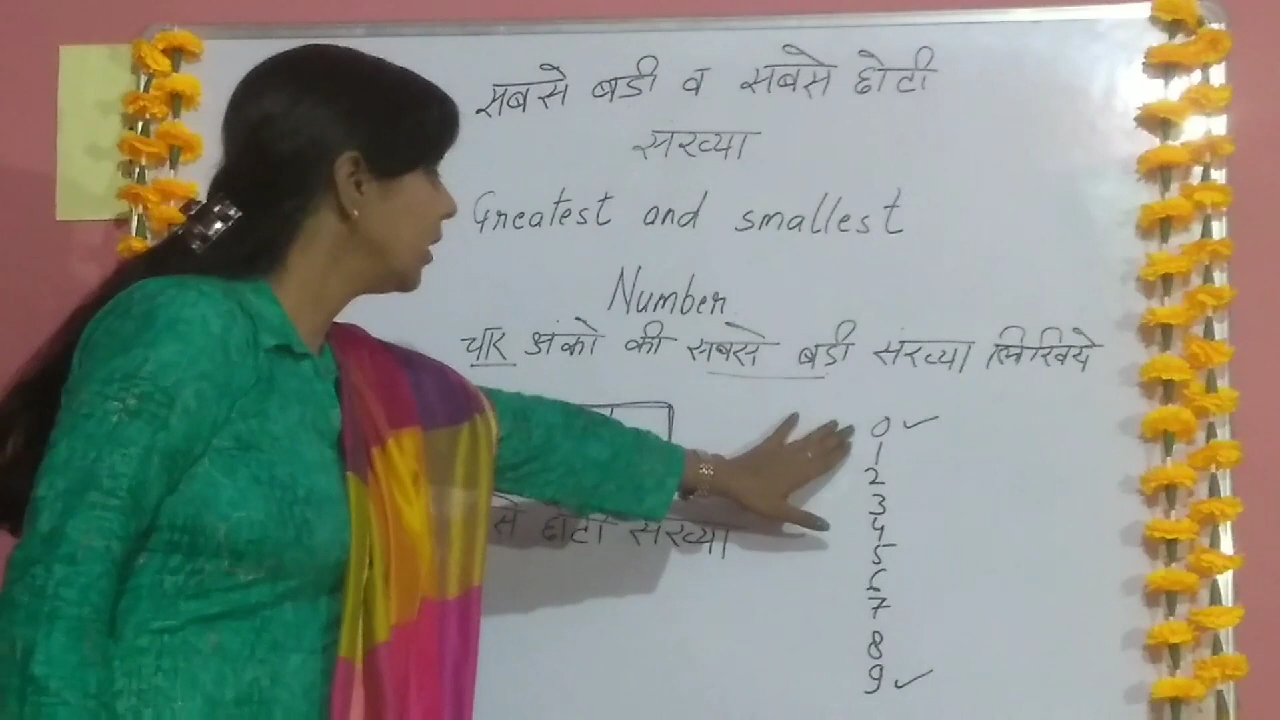 सबसे बडी व सबसे छोटी
संख्या
Greatest and smallest
Number
चार अंको की सबसे बडी संख्या लिखिये
0
1
2
3
4
5
6
7
8
9
से छोटी संख्या